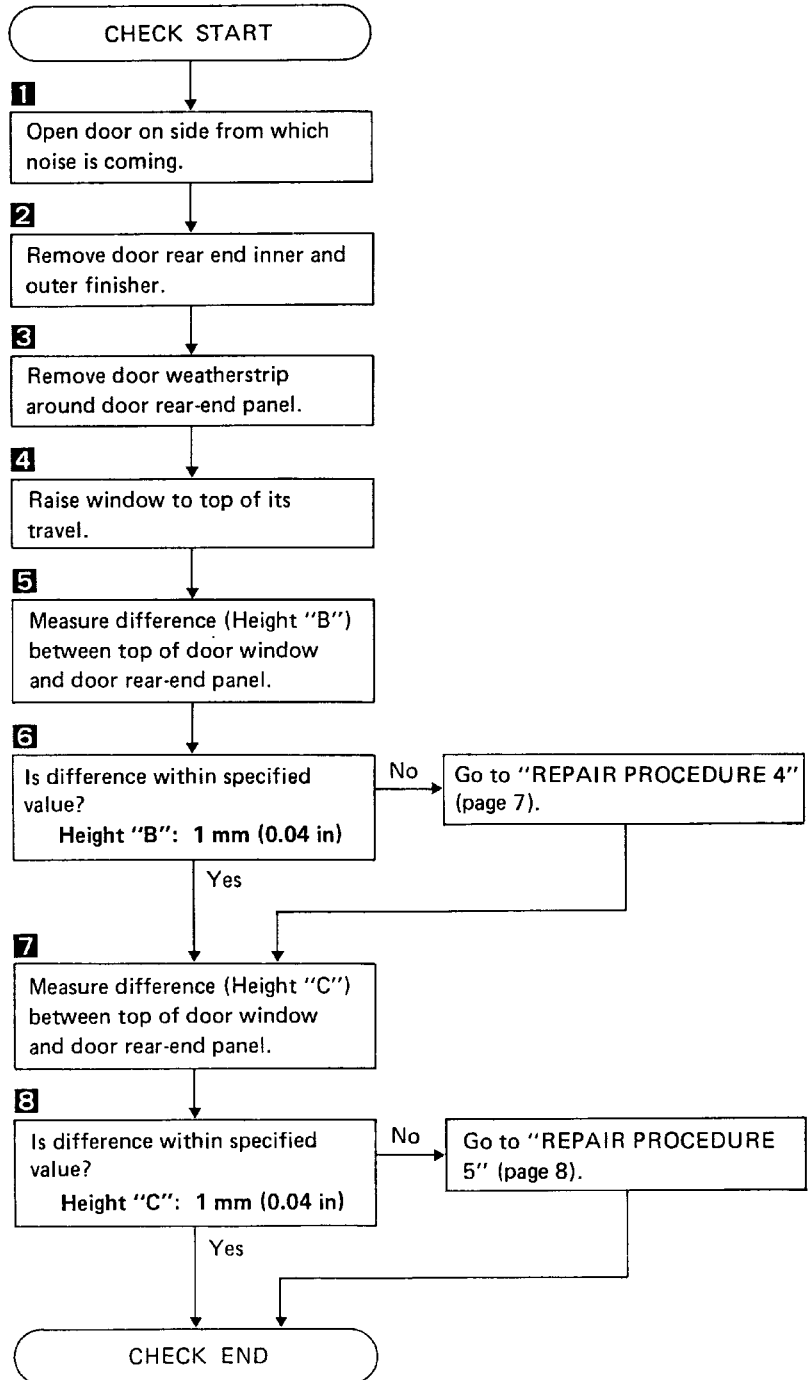 CHECK START
1
Open door on side from which
noise is coming.
2
Remove door rear end inner and
outer finisher.
3
Remove door weatherstrip
around door rear-end panel.
4
Raise window to top of its
travel.
5
Measure difference (Height "B")
between top of door window
and door rear-end panel.
6
Is difference within specified
value?
Height "B": 1 mm (0.04 in)
No
Go to "REPAIR PROCEDURE 4"
(page 7).
Yes
7
Measure difference (Height "C")
between top of door window
and door rear-end panel.
8
Is difference within specified
value?
Height "C": 1 mm (0.04 in)
No
Go to "REPAIR PROCEDURE
5" (page 8).
Yes
CHECK END